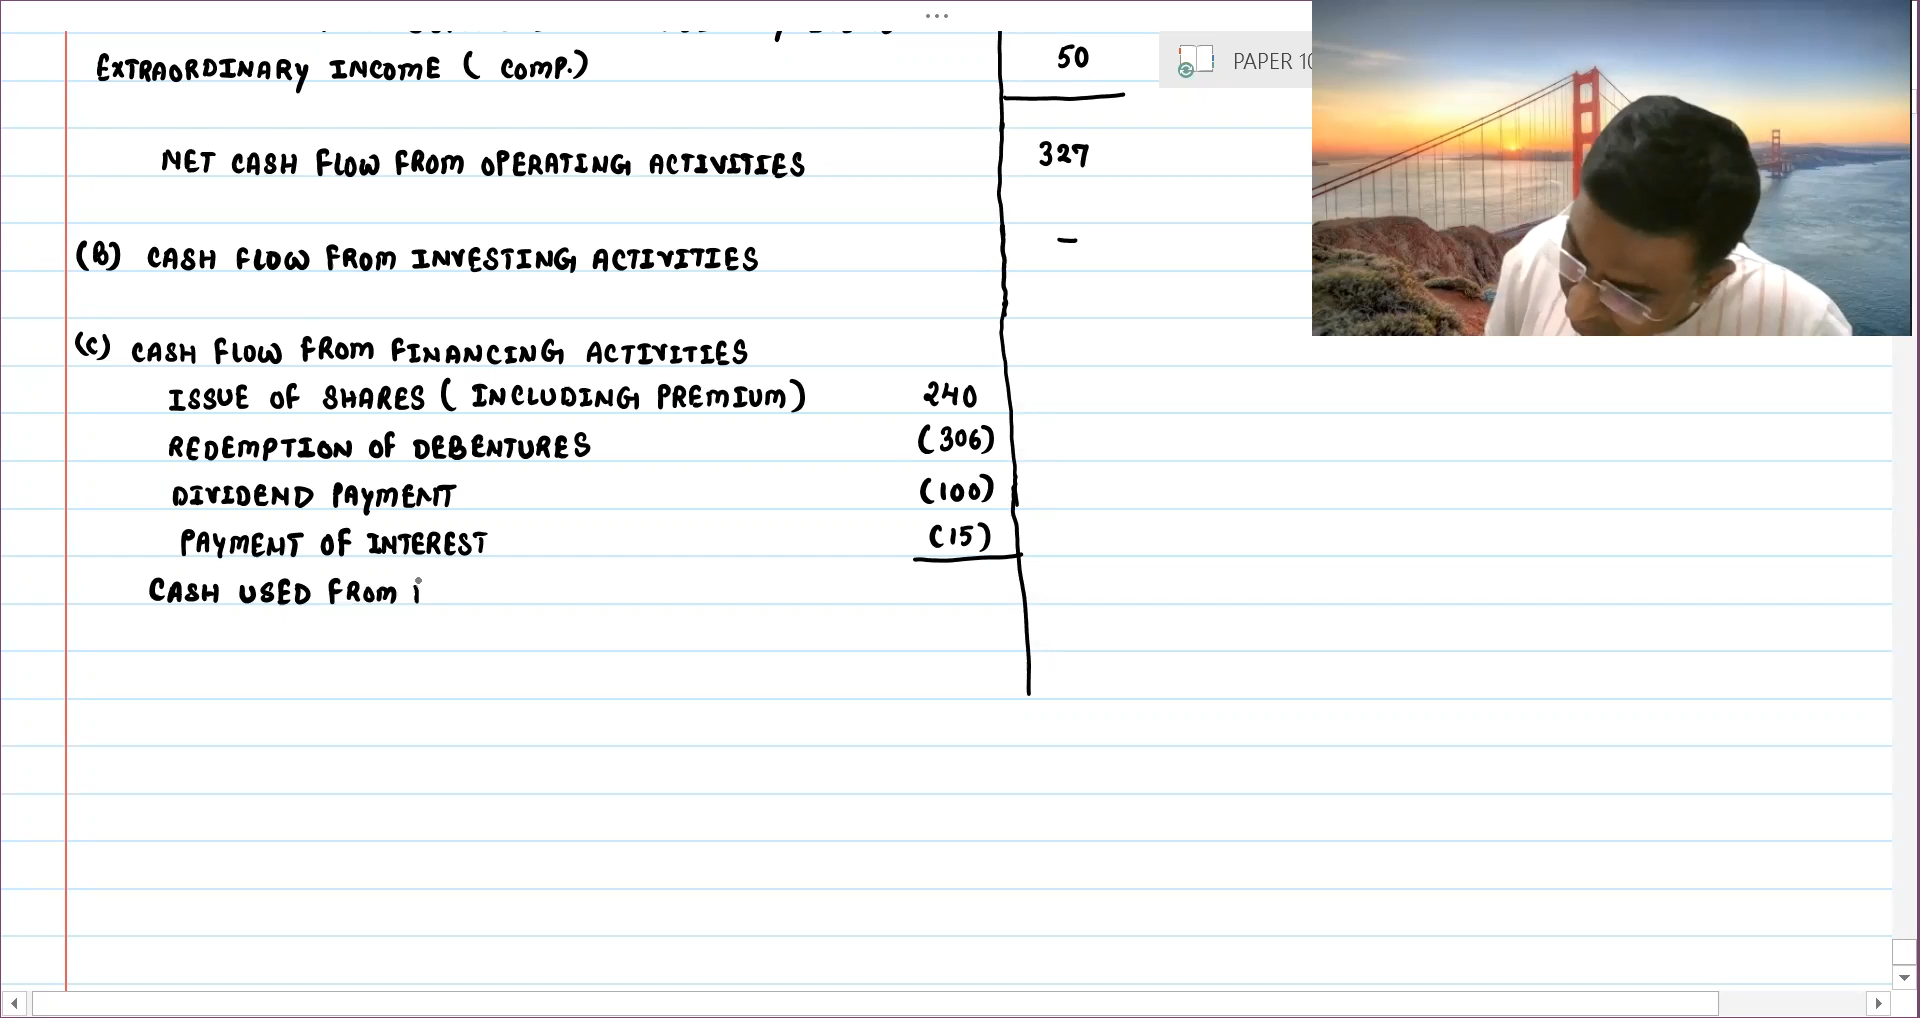 EXTRAORDINARY INCOME ( COMP.) 50
PAPER 10
NET CASH FLOW FROM OPERATING ACTIVITIES 327
(B) CASH FLOW FROM INVESTING ACTIVITIES -
(C) CASH FLOW FROM FINANCING ACTIVITIES
ISSUE OF SHARES ( INCLUDING PREMIUM) 240
REDEMPTION OF DEBENTURES (306)
DIVIDEND PAYMENT (100)
PAYMENT OF INTEREST (15)
CASH USED FROM i